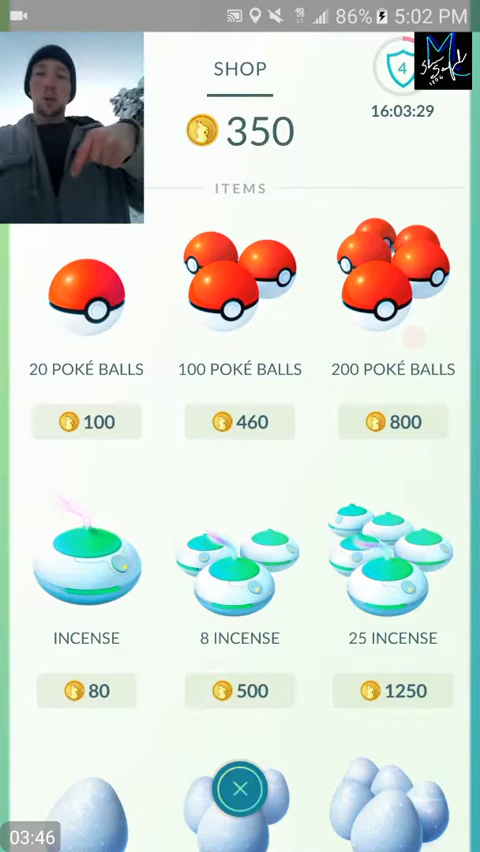 86% 5:02 PM
SHOP
4
350
16:03:29
ITEMS
20 POKÉ BALLS
100 POKÉ BALLS
200 POKÉ BALLS
100
460
800
INCENSE
8 INCENSE
25 INCENSE
80
500
1250
03:46